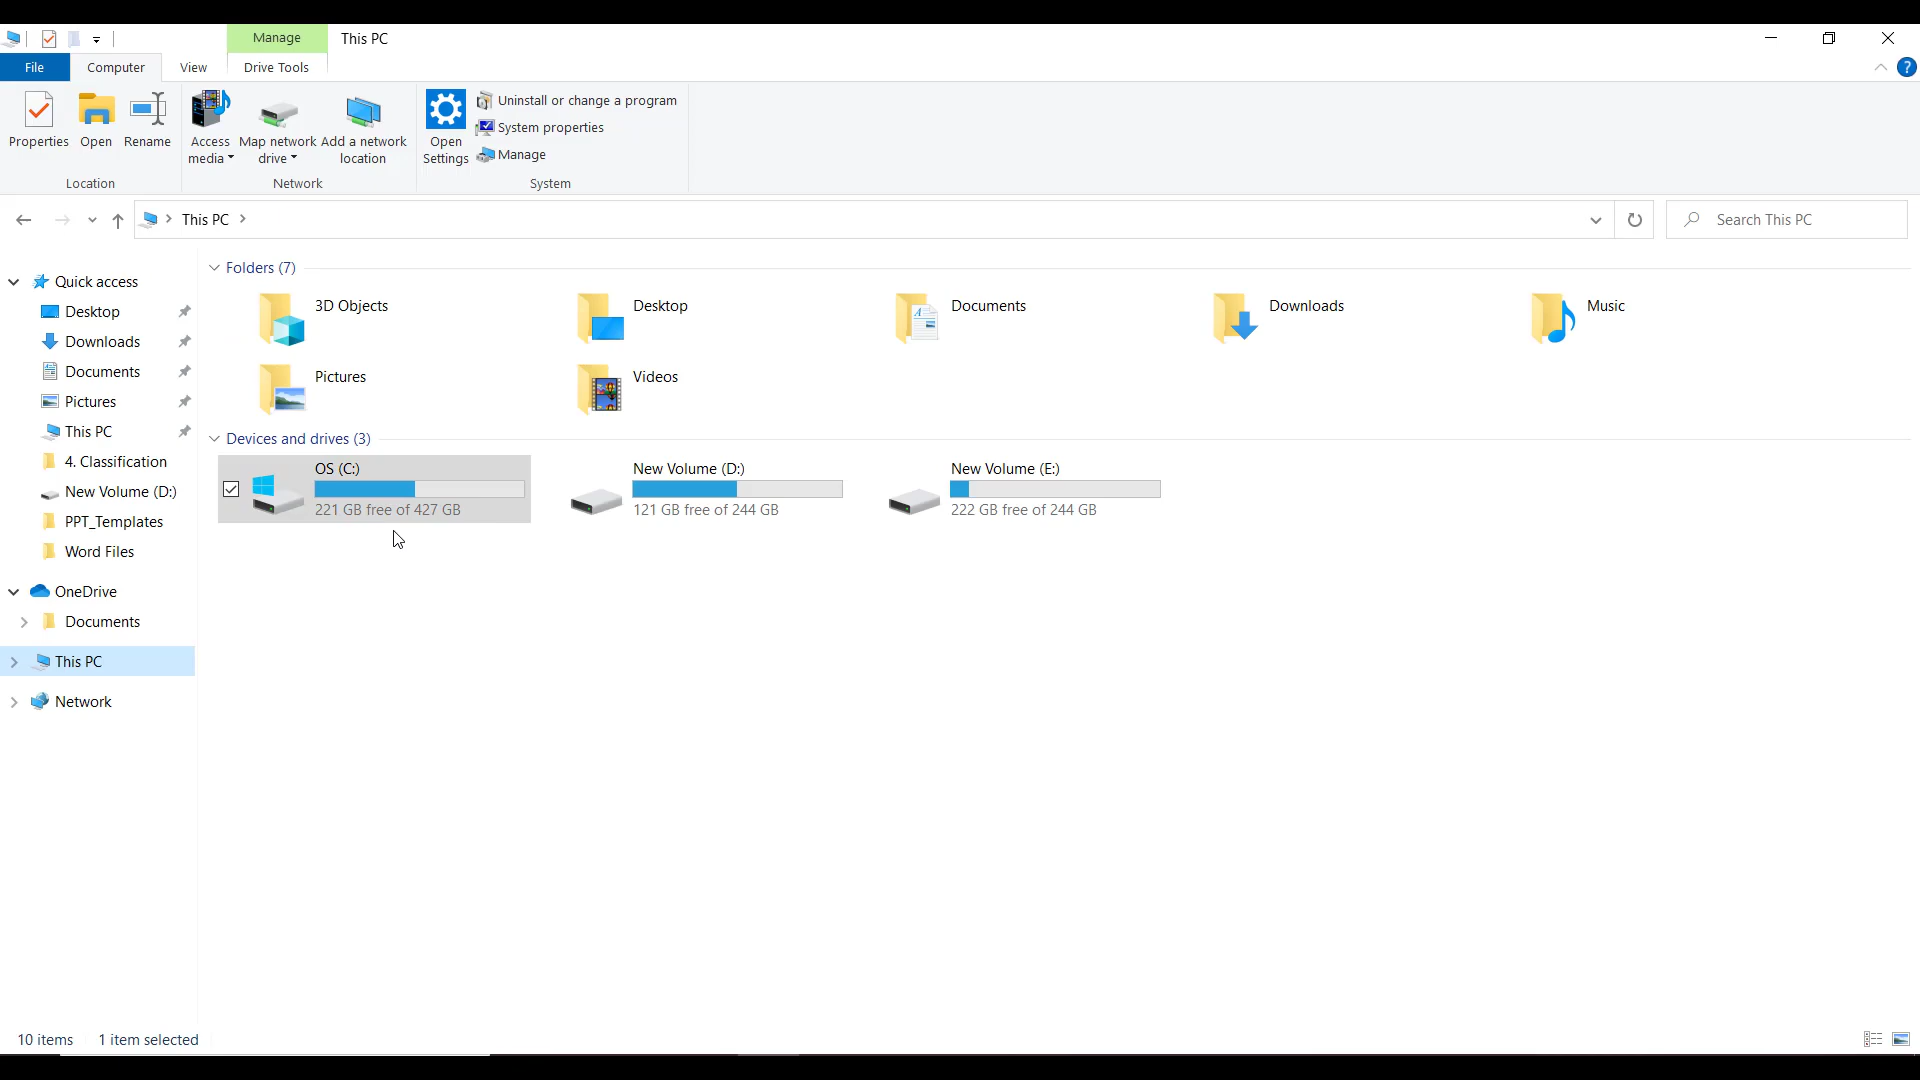 Manage
This PC
File
Computer
View
Drive Tools
Properties
Open
Rename
Access media
Map network drive
Add a network location
Open Settings
Uninstall or change a program
System properties
Manage
Location
Network
System
This PC
Search This PC
Quick access
Desktop
Downloads
Documents
Pictures
This PC
4. Classification
New Volume (D:)
PPT_Templates
Word Files
OneDrive
Documents
This PC
Network
Folders (7)
3D Objects
Desktop
Documents
Downloads
Music
Pictures
Videos
Devices and drives (3)
OS (C:)
221 GB free of 427 GB
New Volume (D:)
121 GB free of 244 GB
New Volume (E:)
222 GB free of 244 GB
10 items
1 item selected